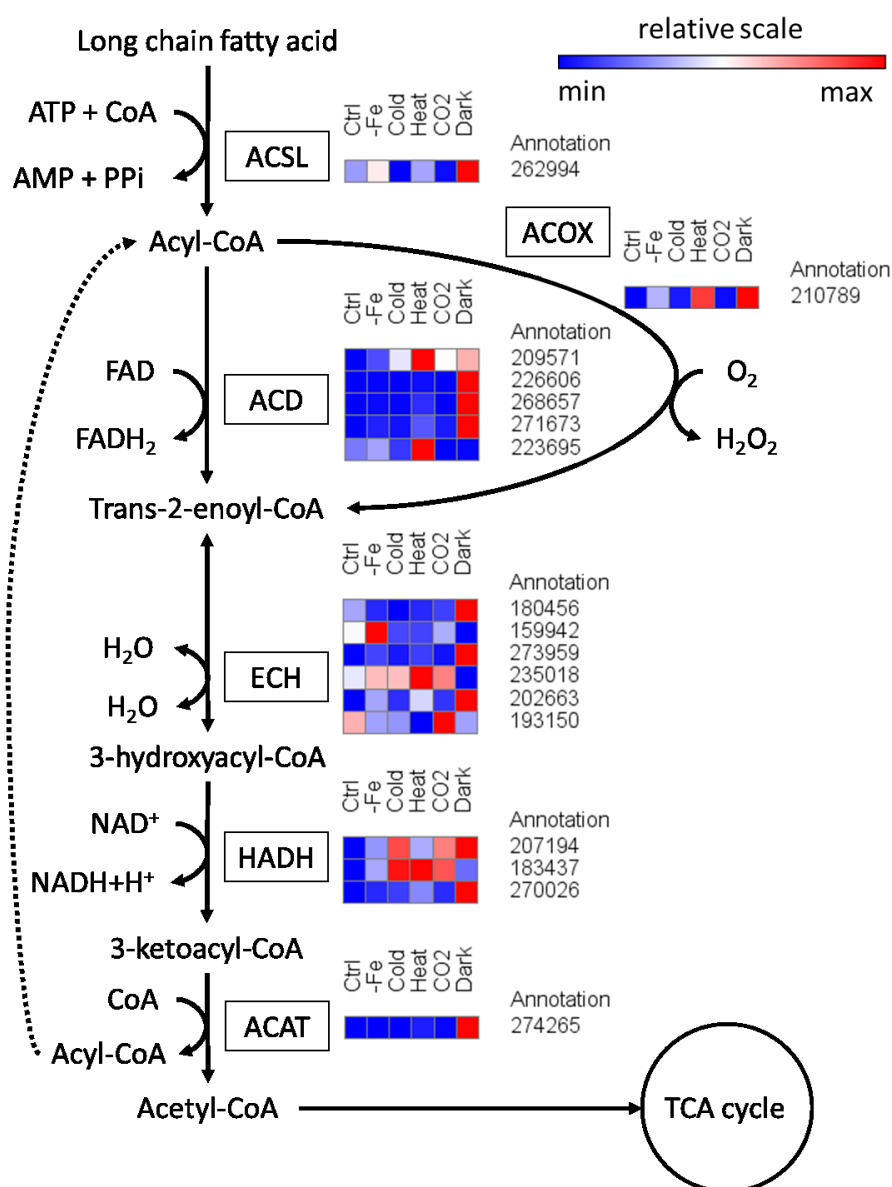 Long chain fatty acid
relative scale
min
max
ATP + CoA
AMP + PPi
ACSL
Ctrl
-Fe
Cold
Heat
CO2
Dark
Annotation
262994
Acyl-CoA
ACOX
Ctrl
-Fe
Cold
Heat
CO2
Dark
Annotation
210789
FAD
FADH₂
ACD
Ctrl
-Fe
Cold
Heat
CO2
Dark
Annotation
209571
226606
268657
271673
223695
O₂
H₂O₂
Trans-2-enoyl-CoA
H₂O
H₂O
ECH
Ctrl
-Fe
Cold
Heat
CO2
Dark
Annotation
180456
159942
273959
235018
202663
193150
3-hydroxyacyl-CoA
NAD⁺
NADH+H⁺
HADH
Ctrl
-Fe
Cold
Heat
CO2
Dark
Annotation
207194
183437
270026
3-ketoacyl-CoA
CoA
Acyl-CoA
ACAT
Ctrl
-Fe
Cold
Heat
CO2
Dark
Annotation
274265
Acetyl-CoA
TCA cycle